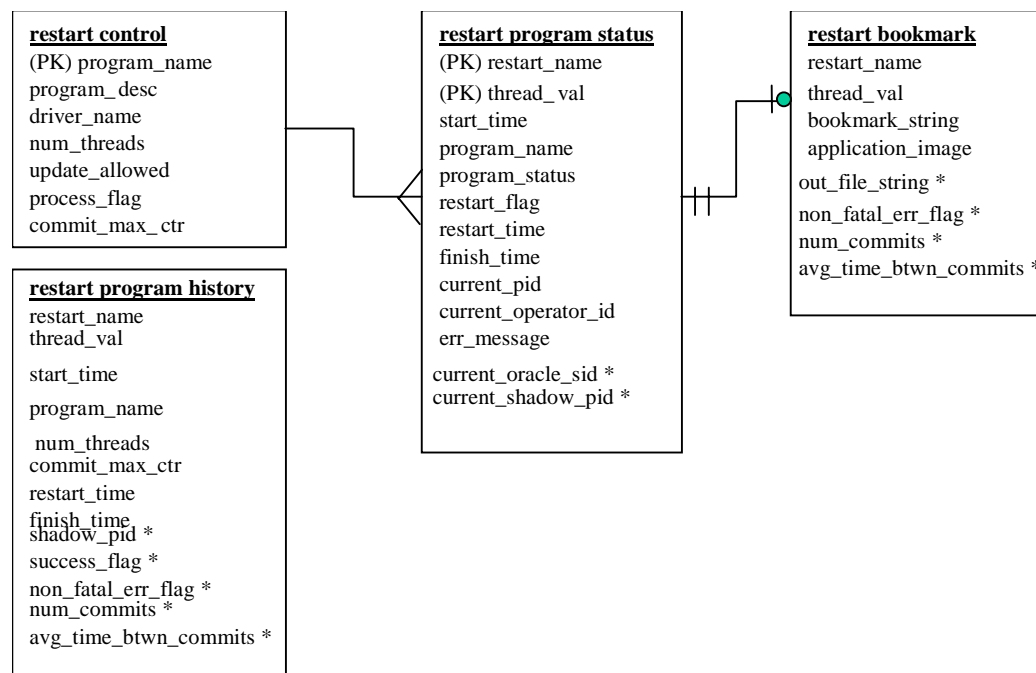 restart control
(PK) program_name
program_desc
driver_name
num_threads
update_allowed
process_flag
commit_max_ctr
restart program history
restart_name
thread_val
start_time
program_name
num_threads
commit_max_ctr
restart_time
finish_time
shadow_pid *
success_flag *
non_fatal_err_flag *
num_commits *
avg_time_btwn_commits *
restart program status
(PK) restart_name
(PK) thread_val
start_time
program_name
program_status
restart_flag
restart_time
finish_time
current_pid
current_operator_id
err_message
current_oracle_sid *
current_shadow_pid *
restart bookmark
restart_name
thread_val
bookmark_string
application_image
out_file_string *
non_fatal_err_flag *
num_commits *
avg_time_btwn_commits *